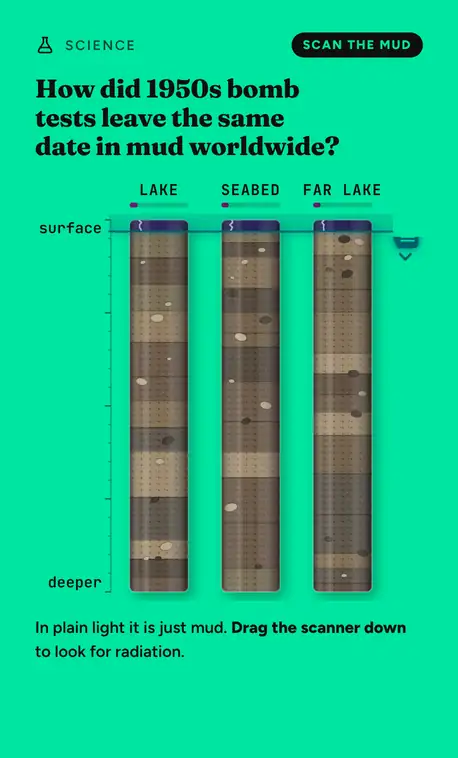 SCIENCE
SCAN THE MUD
How did 1950s bomb
tests leave the same
date in mud worldwide?
LAKE
SEABED
FAR LAKE
surface
deeper
In plain light it is just mud. Drag the scanner down
to look for radiation.